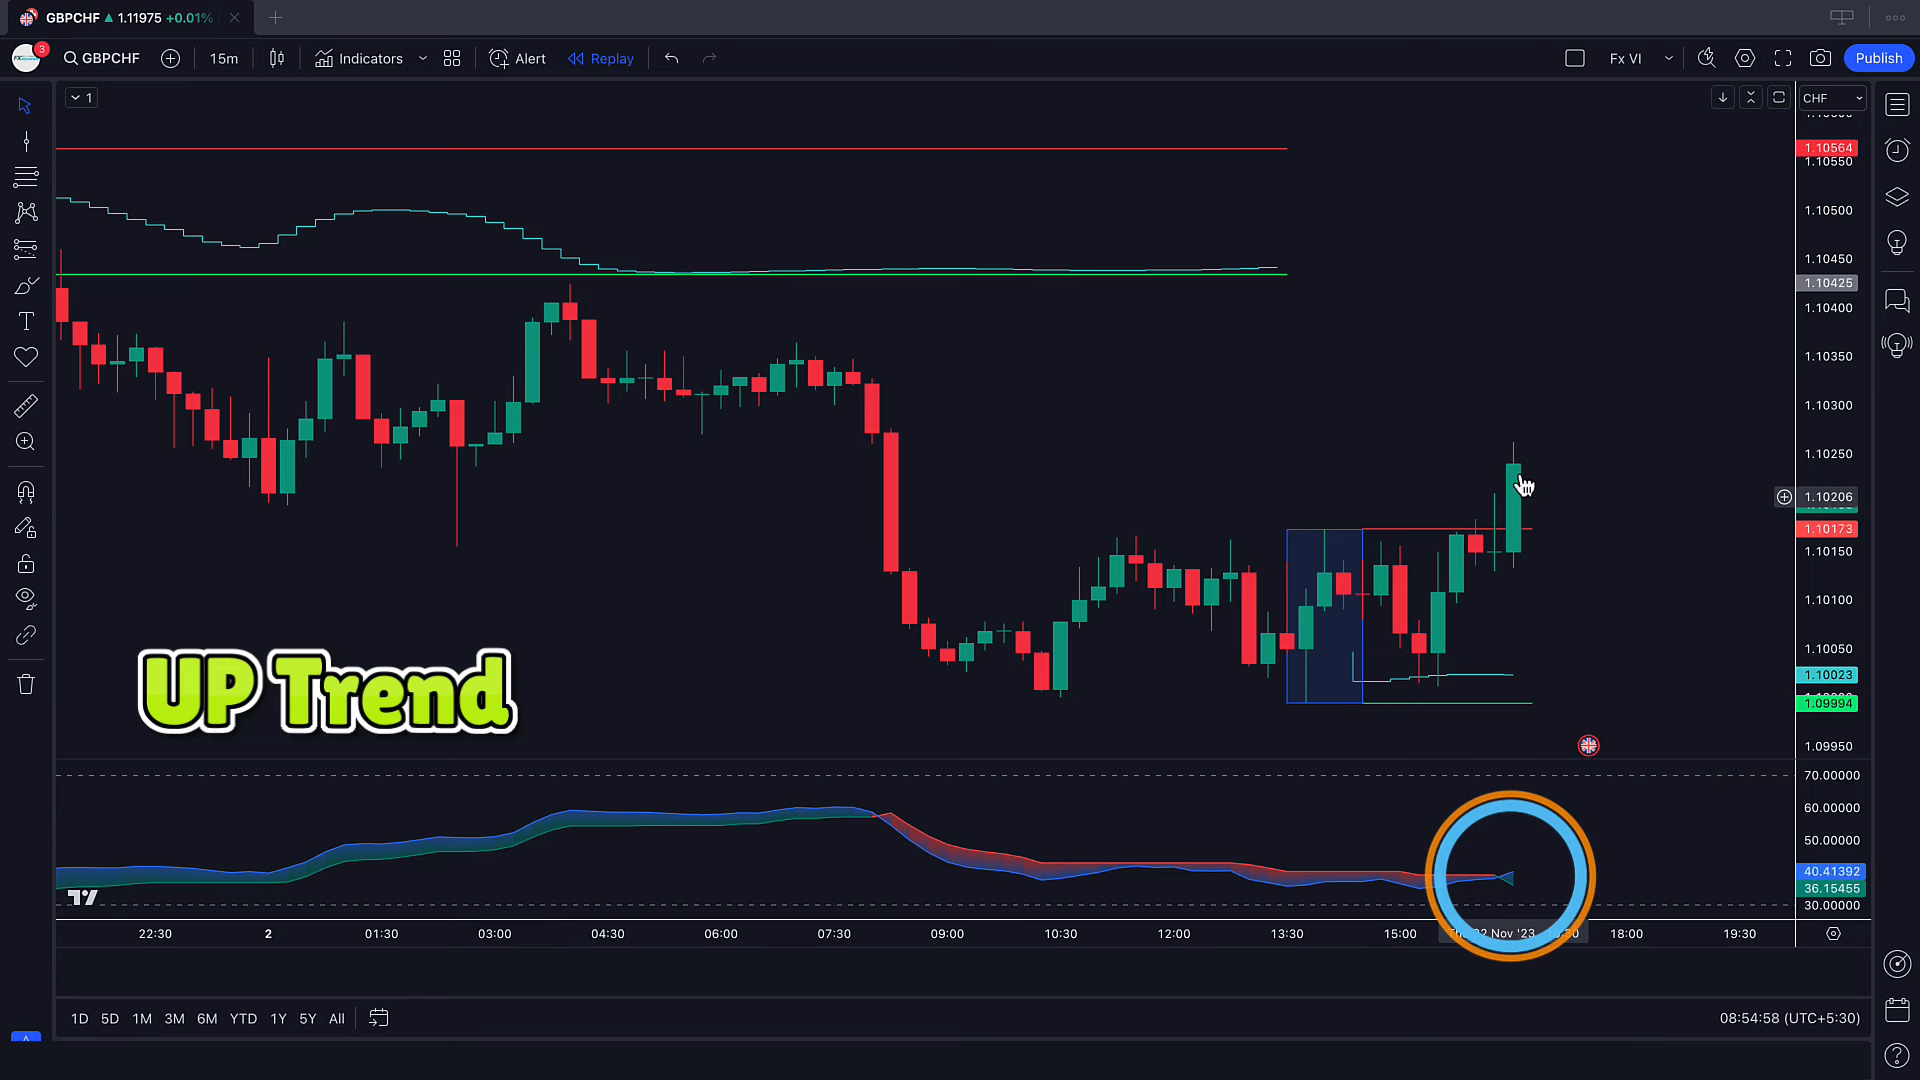 GBPCHF ▲ 1.11975 +0.01%
3
GBPCHF
15m
Indicators
Alert
Replay
Fx VI
Publish
1
CHF
1.10564
1.10550
1.10500
1.10450
1.10425
1.10400
1.10350
1.10300
1.10250
1.10206
1.10173
1.10150
1.10100
1.10050
1.10023
1.09994
1.09950
UP Trend
70.00000
60.00000
50.00000
40.41392
36.15455
30.00000
22:30 2 01:30 03:00 04:30 06:00 07:30 09:00 10:30 12:00 13:30 15:00 02 Nov '23 18:00 19:30
1D 5D 1M 3M 6M YTD 1Y 5Y All
08:54:58 (UTC+5:30)